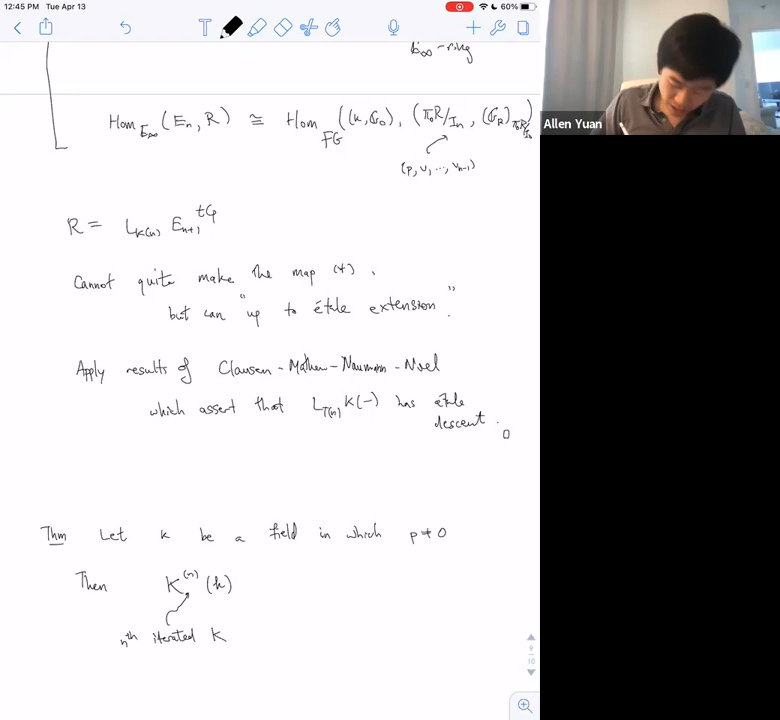 12:45 PM Tue Apr 13
60%
E∞-ring
Hom_{E∞}(E_n, R) ≅ Hom_{FG}((k, G_0), (π_0R/I_n, (G_R)_{π_0R/I_n})
(p, v_1, ..., v_{n-1})
R = L_{K(n)} E_{n+1}^{tC_p}
Cannot quite make the map (*),
but can "up to étale extension".
Apply results of Clausen-Mathew-Naumann-Noel
which assert that L_{T(n)} K(-) has étale
descent. □
Thm Let k be a field in which p≠0
Then K^{(n)}(k)
n^{th} iterated K
9
10
Allen Yuan